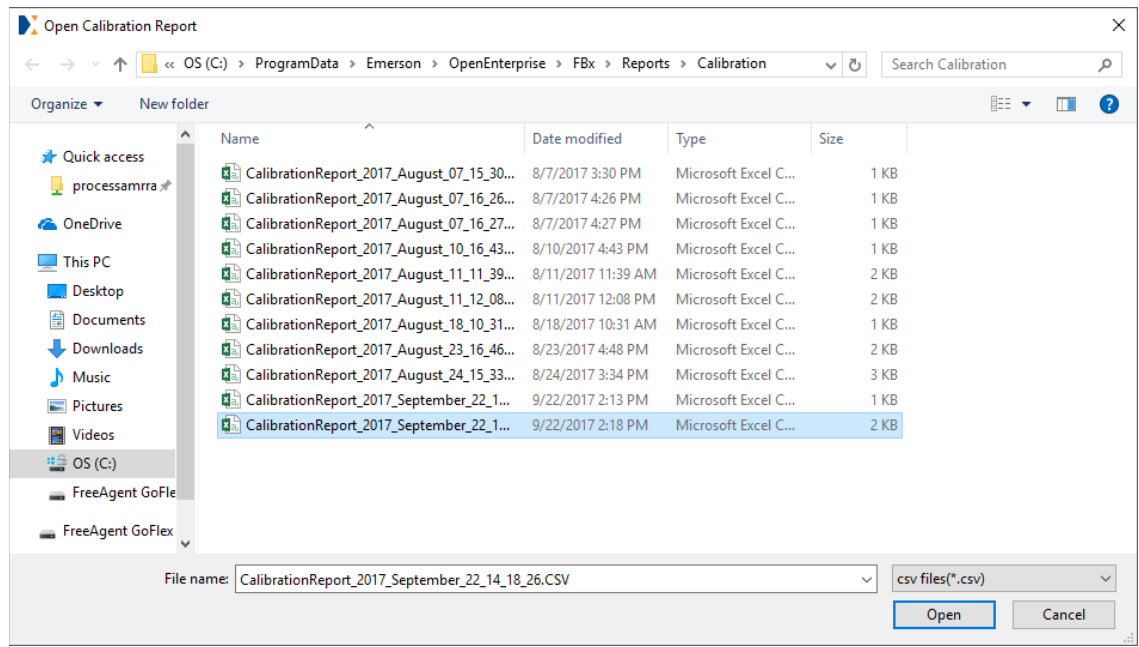 Open Calibration Report
« OS (C:) › ProgramData › Emerson › OpenEnterprise › FBx › Reports › Calibration
Search Calibration
Organize New folder
Name Date modified Type Size
Quick access
processamrra
OneDrive
This PC
Desktop
Documents
Downloads
Music
Pictures
Videos
OS (C:)
FreeAgent GoFle
FreeAgent GoFlex
CalibrationReport_2017_August_07_15_30... 8/7/2017 3:30 PM Microsoft Excel C... 1 KB
CalibrationReport_2017_August_07_16_26... 8/7/2017 4:26 PM Microsoft Excel C... 1 KB
CalibrationReport_2017_August_07_16_27... 8/7/2017 4:27 PM Microsoft Excel C... 1 KB
CalibrationReport_2017_August_10_16_43... 8/10/2017 4:43 PM Microsoft Excel C... 1 KB
CalibrationReport_2017_August_11_11_39... 8/11/2017 11:39 AM Microsoft Excel C... 2 KB
CalibrationReport_2017_August_11_12_08... 8/11/2017 12:08 PM Microsoft Excel C... 2 KB
CalibrationReport_2017_August_18_10_31... 8/18/2017 10:31 AM Microsoft Excel C... 1 KB
CalibrationReport_2017_August_23_16_46... 8/23/2017 4:48 PM Microsoft Excel C... 2 KB
CalibrationReport_2017_August_24_15_33... 8/24/2017 3:34 PM Microsoft Excel C... 3 KB
CalibrationReport_2017_September_22_1... 9/22/2017 2:13 PM Microsoft Excel C... 1 KB
CalibrationReport_2017_September_22_1... 9/22/2017 2:18 PM Microsoft Excel C... 2 KB
File name: CalibrationReport_2017_September_22_14_18_26.CSV csv files(*.csv)
Open Cancel